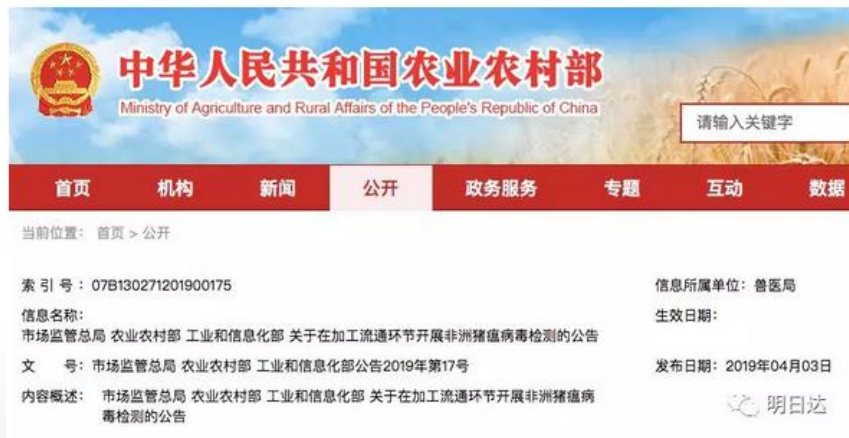 中华人民共和国农业农村部
Ministry of Agriculture and Rural Affairs of the People's Republic of China
请输入关键字
首页 机构 新闻 公开 政务服务 专题 互动 数据
当前位置： 首页 > 公开
索 引 号： 07B130271201900175 信息所属单位： 兽医局
信息名称： 生效日期：
市场监管总局 农业农村部 工业和信息化部 关于在加工流通环节开展非洲猪瘟病毒检测的公告
文 号： 市场监管总局 农业农村部 工业和信息化部公告2019年第17号 发布日期： 2019年04月03日
内容概述： 市场监管总局 农业农村部 工业和信息化部 关于在加工流通环节开展非洲猪瘟病
毒检测的公告
明日达